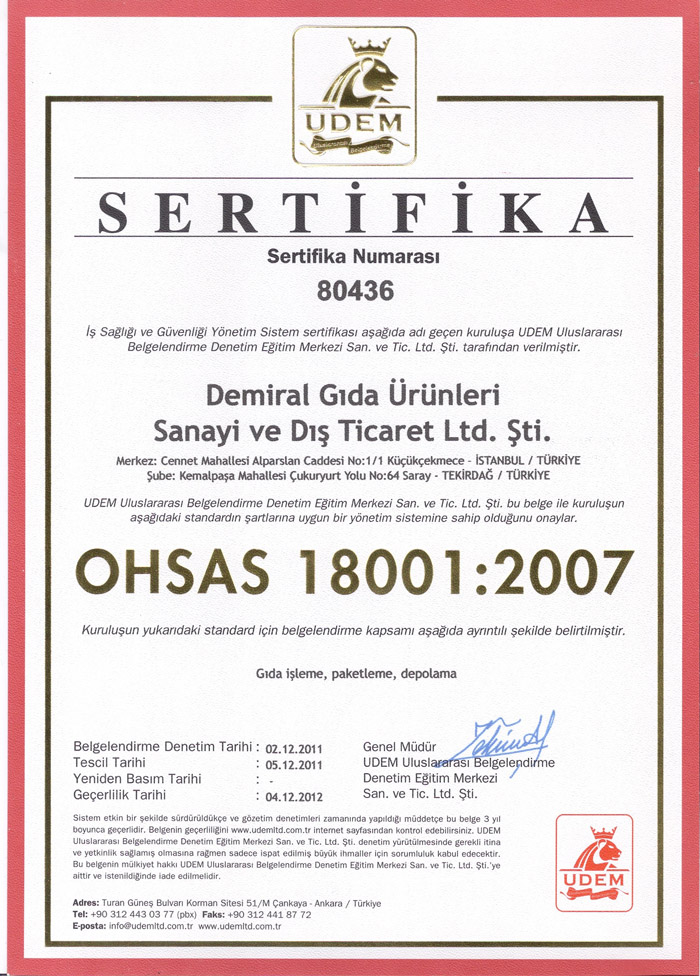 UDEM
Uluslararası Belgelendirme
SERTİFİKA
Sertifika Numarası
80436
İş Sağlığı ve Güvenliği Yönetim Sistem sertifikası aşağıda adı geçen kuruluşa UDEM Uluslararası
Belgelendirme Denetim Eğitim Merkezi San. ve Tic. Ltd. Şti. tarafından verilmiştir.
Demiral Gıda Ürünleri
Sanayi ve Dış Ticaret Ltd. Şti.
Merkez: Cennet Mahallesi Alparslan Caddesi No:1/1 Küçükçekmece - İSTANBUL / TÜRKİYE
Şube: Kemalpaşa Mahallesi Çukuryurt Yolu No:64 Saray - TEKİRDAĞ / TÜRKİYE
UDEM Uluslararası Belgelendirme Denetim Eğitim Merkezi San. ve Tic. Ltd. Şti. bu belge ile kuruluşun
aşağıdaki standardın şartlarına uygun bir yönetim sistemine sahip olduğunu onaylar.
OHSAS 18001:2007
Kuruluşun yukarıdaki standard için belgelendirme kapsamı aşağıda ayrıntılı şekilde belirtilmiştir.
Gıda işleme, paketleme, depolama
Belgelendirme Denetim Tarihi : 02.12.2011
Tescil Tarihi : 05.12.2011
Yeniden Basım Tarihi : -
Geçerlilik Tarihi : 04.12.2012
Genel Müdür
UDEM Uluslararası Belgelendirme
Denetim Eğitim Merkezi
San. ve Tic. Ltd. Şti.
Sistem etkin bir şekilde sürdürüldükçe ve gözetim denetimleri zamanında yapıldığı müddetçe bu belge 3 yıl
boyunca geçerlidir. Belgenin geçerliliğini www.udemltd.com.tr internet sayfasından kontrol edebilirsiniz. UDEM
Uluslararası Belgelendirme Denetim Eğitim Merkezi San. ve Tic. Ltd. Şti. denetim yürütülmesinde gerekli itina
ve yetkinlik sağlamış olmasına rağmen sadece ispat edilmiş büyük ihmaller için sorumluluk kabul edecektir.
Bu belgenin mülkiyet hakkı UDEM Uluslararası Belgelendirme Denetim Eğitim Merkezi San. ve Tic. Ltd. Şti.'ye
aittir ve istenildiğinde iade edilmelidir.
UDEM
Adres: Turan Güneş Bulvarı Korman Sitesi 51/M Çankaya - Ankara / Türkiye
Tel: +90 312 443 03 77 (pbx) Faks: +90 312 441 87 72
E-posta: info@udemltd.com.tr www.udemltd.com.tr